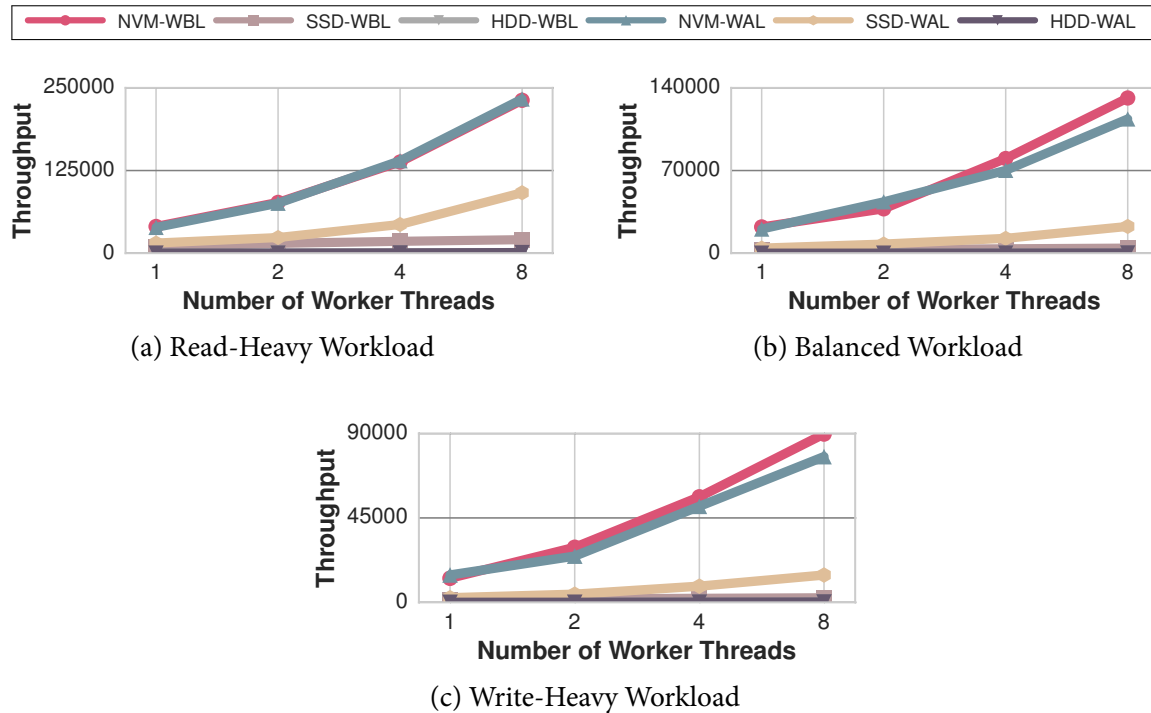 NVM-WBL SSD-WBL HDD-WBL NVM-WAL SSD-WAL HDD-WAL
250000
125000
0
Throughput
1 2 4 8
Number of Worker Threads
(a) Read-Heavy Workload
140000
70000
0
Throughput
1 2 4 8
Number of Worker Threads
(b) Balanced Workload
90000
45000
0
Throughput
1 2 4 8
Number of Worker Threads
(c) Write-Heavy Workload